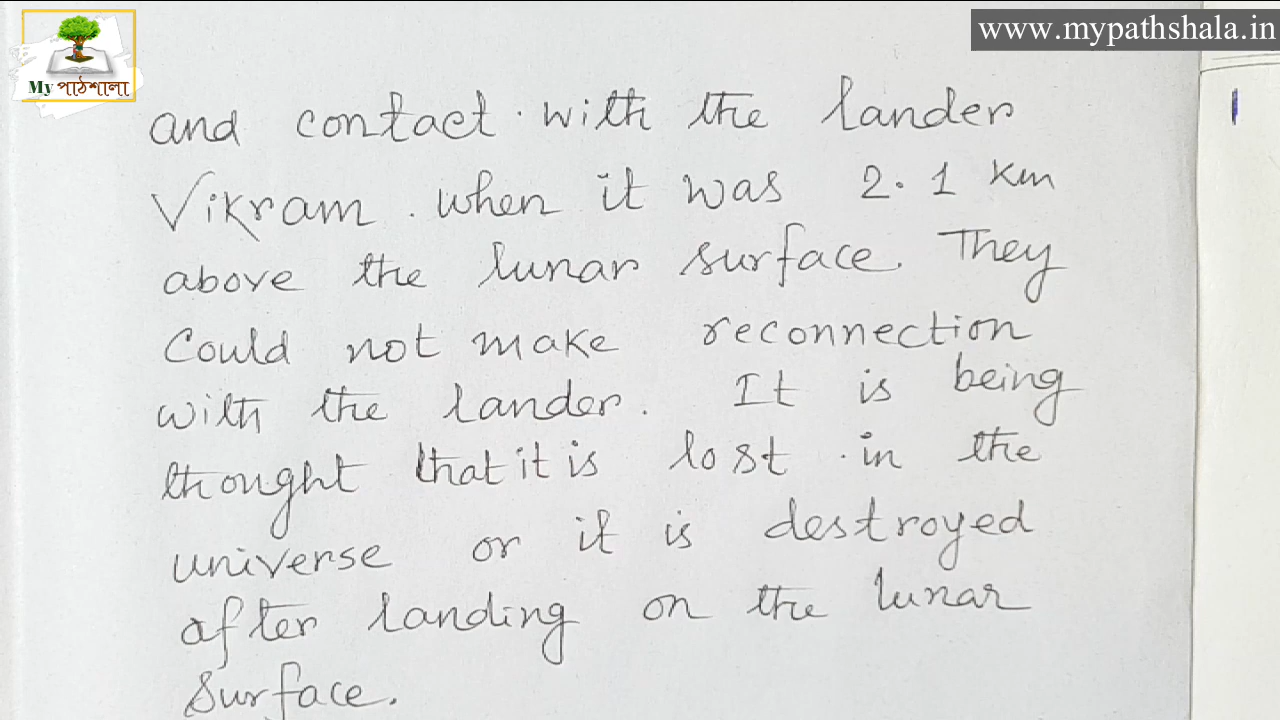 www.mypathshala.in
My পাঠশালা
and contact with the lander
Vikram. when it was 2.1 Km
above the lunar surface. They
Could not make reconnection
with the lander. It is being
thought that it is lost in the
universe or it is destroyed
after landing on the lunar
surface.